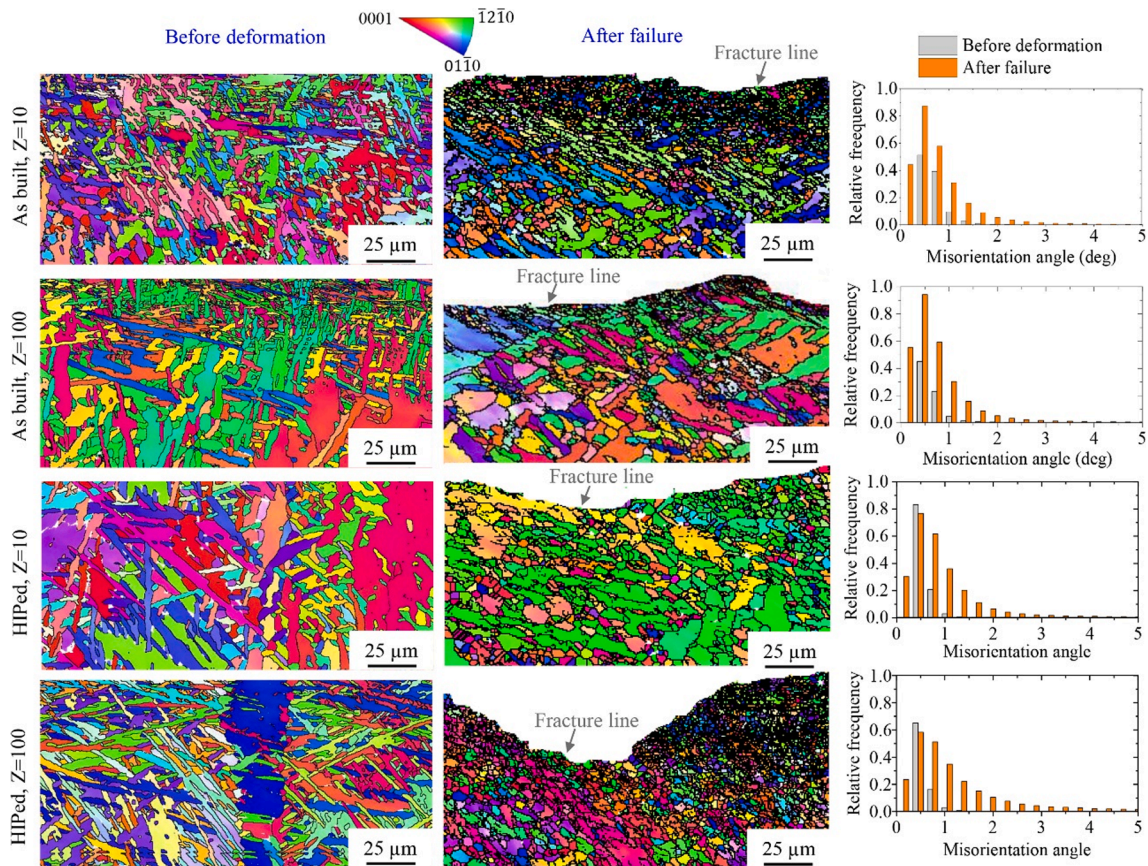 0001
1̅21̅0
011̅0
Before deformation
After failure
Fracture line
Before deformation
After failure
As built, Z=10
25 µm
25 µm
1.0
0.8
0.6
0.4
0.2
0.0
Relative freequency
0 1 2 3 4 5
Misorientation angle (deg)
As built, Z=100
Fracture line
25 µm
25 µm
1.0
0.8
0.6
0.4
0.2
0.0
Relative frequency
0 1 2 3 4 5
Misorientation angle (deg)
HIPed, Z=10
Fracture line
25 µm
25 µm
1.0
0.8
0.6
0.4
0.2
0.0
Relative frequency
0 1 2 3 4 5
Misorientation angle
HIPed, Z=100
Fracture line
25 µm
25 µm
1.0
0.8
0.6
0.4
0.2
0.0
Relative frequency
0 1 2 3 4 5
Misorientation angle